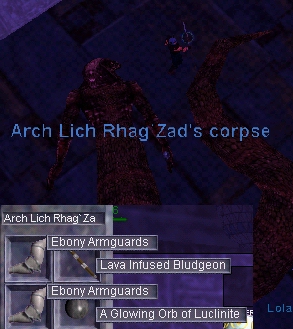 Arch Lich Rhag`Zad's corpse
Arch Lich Rhag`Za
Ebony Armguards
Lava Infused Bludgeon
Ebony Armguards
A Glowing Orb of Luclinite
Lola